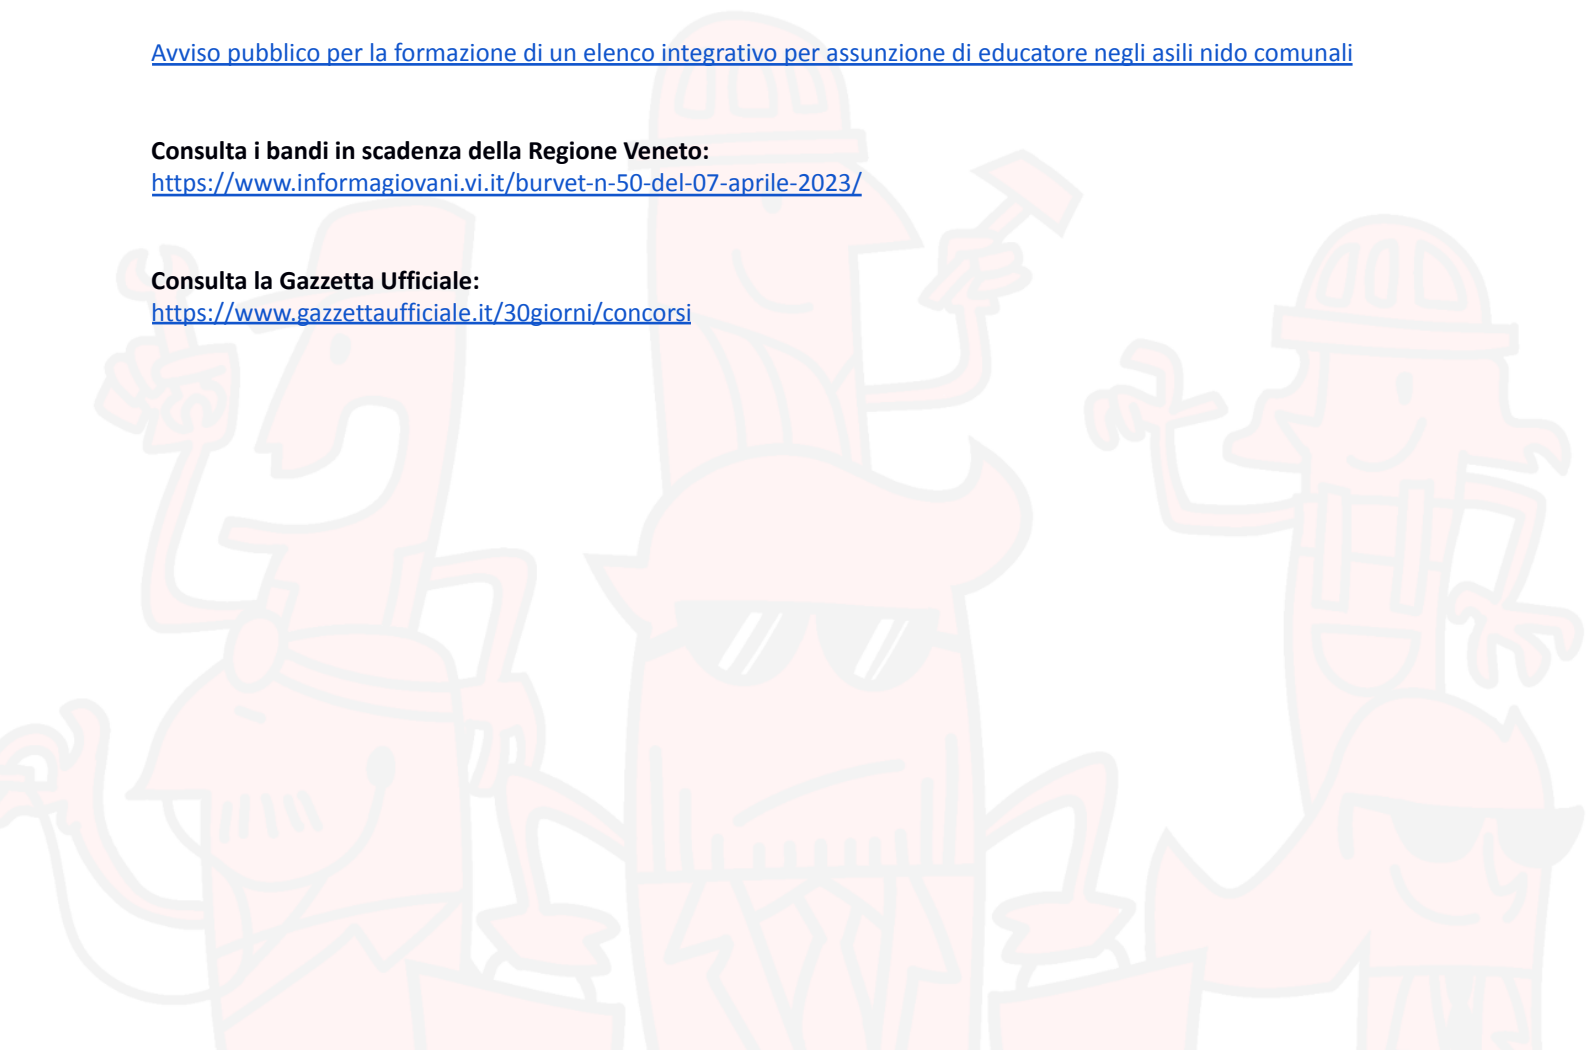 Avviso pubblico per la formazione di un elenco integrativo per assunzione di educatore negli asili nido comunali
Consulta i bandi in scadenza della Regione Veneto:
https://www.informagiovani.vi.it/burvet-n-50-del-07-aprile-2023/
Consulta la Gazzetta Ufficiale:
https://www.gazzettaufficiale.it/30giorni/concorsi